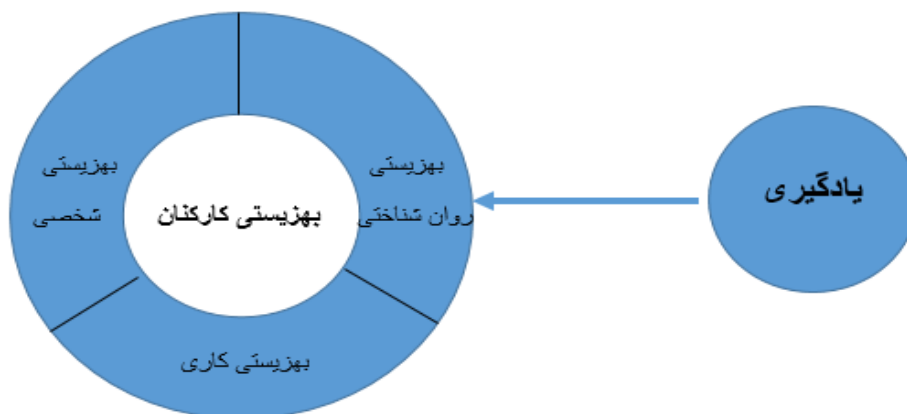 بهزیستی
روان شناختی
بهزیستی
شخصی
بهزیستی کارکنان
بهزیستی کاری
یادگیری